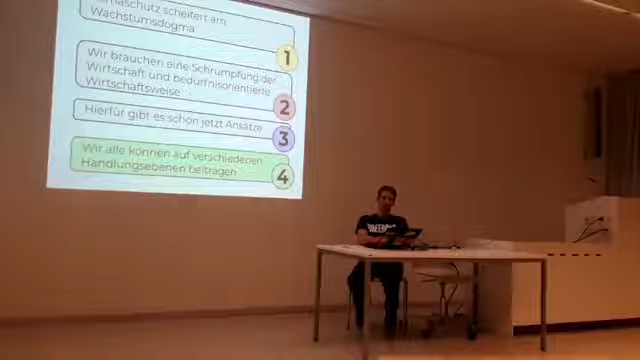 scheitert am
Wachstumsdogma
1
Wir brauchen eine Schrumpfung der
Wirtschaft und bedürfnisorientierte
Wirtschaftsweise
2
Hierfür gibt es schon jetzt Ansätze
3
Wir alle können auf verschiedenen
Handlungsebenen beitragen
4